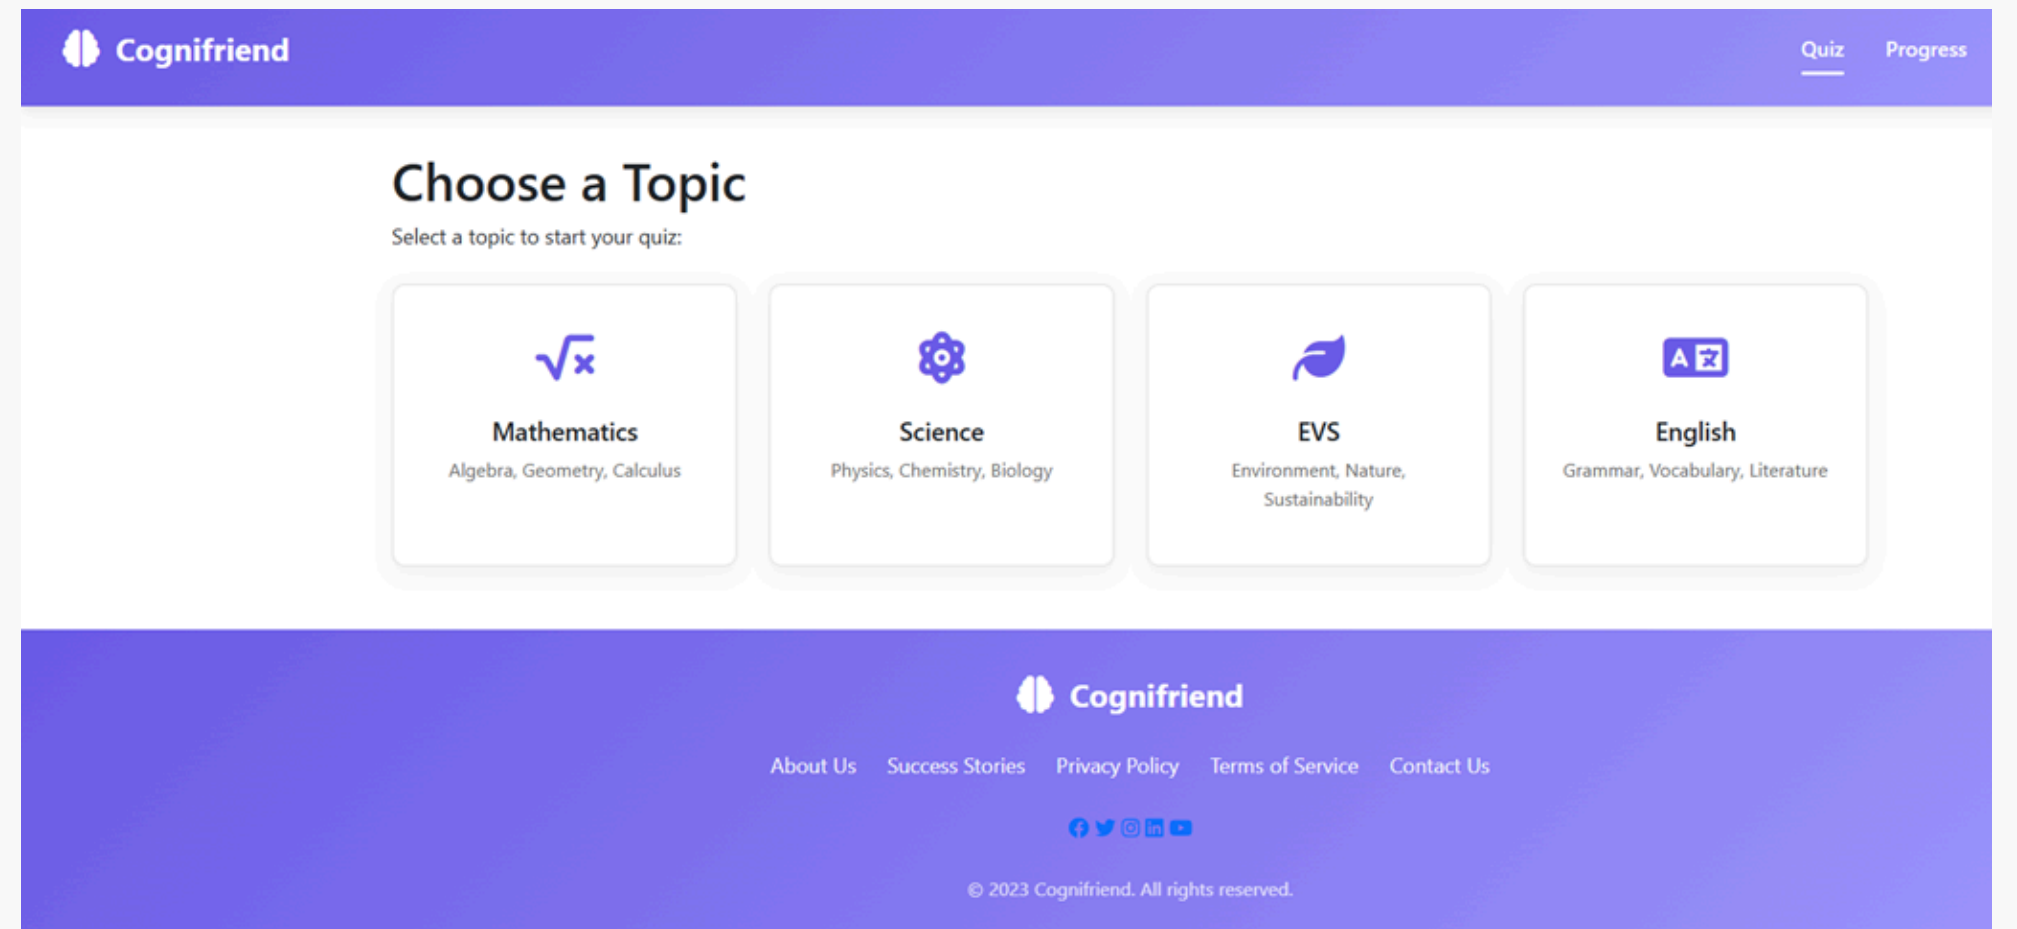 Cognifriend
Quiz Progress
Choose a Topic
Select a topic to start your quiz:
Mathematics
Algebra, Geometry, Calculus
Science
Physics, Chemistry, Biology
EVS
Environment, Nature,
Sustainability
English
Grammar, Vocabulary, Literature
Cognifriend
About Us Success Stories Privacy Policy Terms of Service Contact Us
© 2023 Cognifriend. All rights reserved.